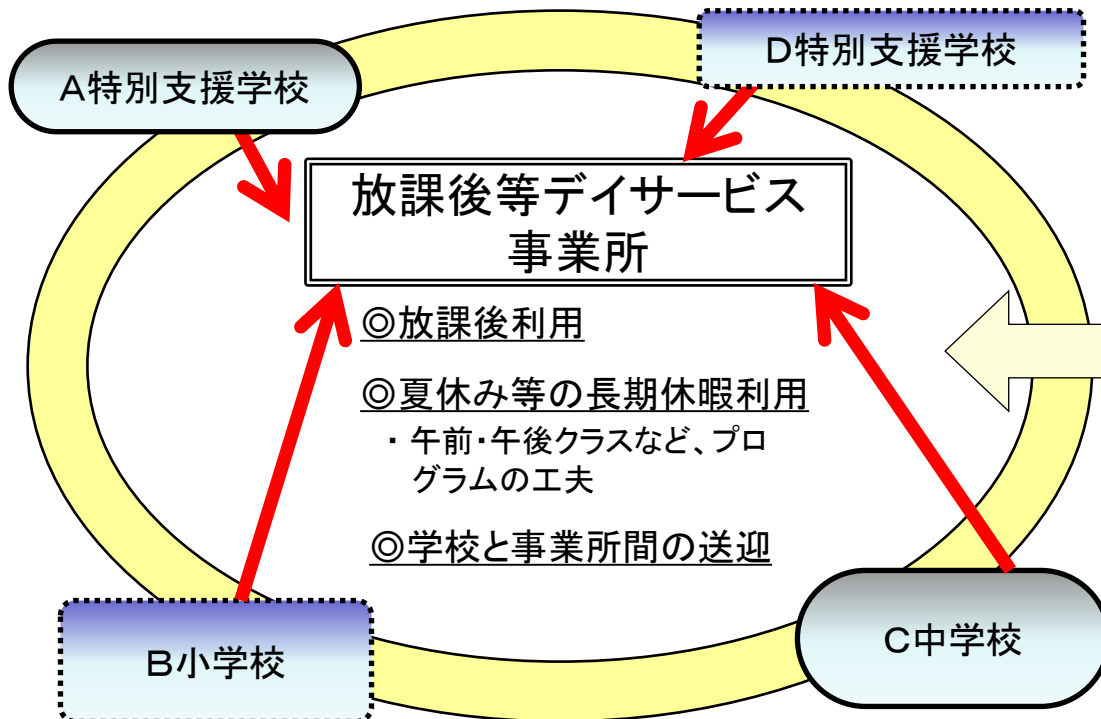 A特別支援学校
D特別支援学校
放課後等デイサービス
事業所
◎放課後利用
◎夏休み等の長期休暇利用
・ 午前・午後クラスなど、プロ
グラムの工夫
◎学校と事業所間の送迎
B小学校
C中学校